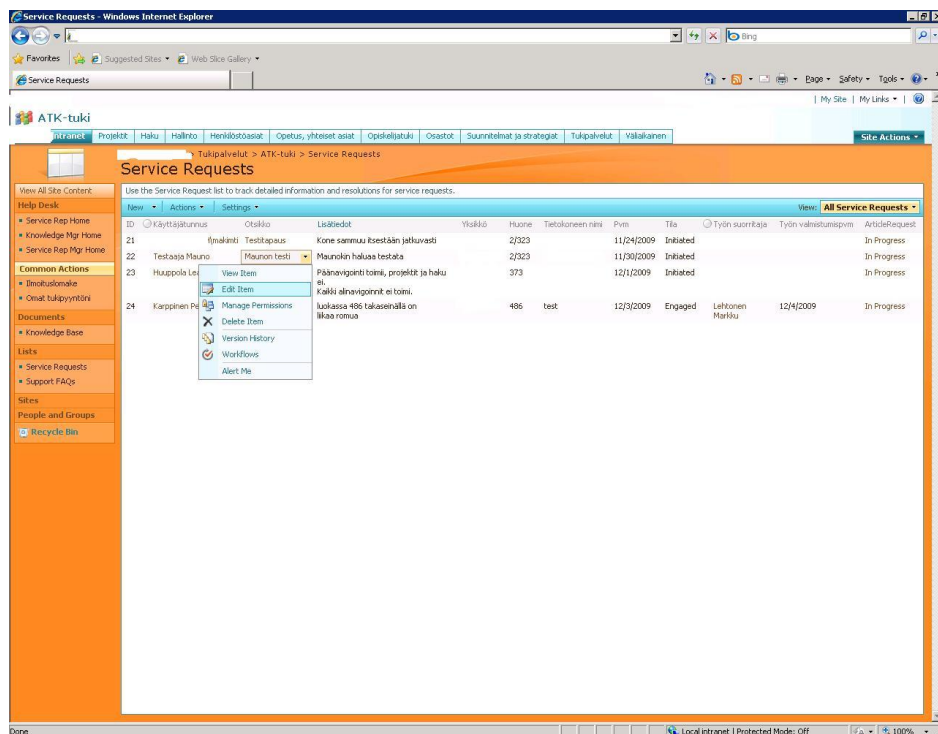 Service Requests - Windows Internet Explorer
Bing
Favorites Suggested Sites Web Slice Gallery
Service Requests Page Safety Tools
My Site | My Links |
ATK-tuki
Intranet Projektit Haku Hallinto Henkilöstöasiat Opetus, yhteiset asiat Opiskelijatuki Osastot Suunnitelmat ja strategiat Tukipalvelut Väliaikainen Site Actions
> Tukipalvelut > ATK-tuki > Service Requests
Service Requests
View All Site Content
Use the Service Request list to track detailed information and resolutions for service requests.
Help Desk
Service Rep Home
Knowledge Mgr Home
Service Rep Mgr Home
Common Actions
Ilmoituslomake
Omat tukipyyntöni
Documents
Knowledge Base
Lists
Service Requests
Support FAQs
Sites
People and Groups
Recycle Bin
New Actions Settings View: All Service Requests
ID Käyttäjätunnus Otsikko Lisätiedot Yksikkö Huone Tietokoneen nimi Pvm Tila Työn suorittaja Työn valmistumispvm ArticleRequest
21 f\makimti Testitapaus Kone sammuu itsestään jatkuvasti 2/323 11/24/2009 Initiated In Progress
22 Testaaja Mauno Maunon testi Maunokin haluaa testata 2/323 11/30/2009 Initiated In Progress
23 Huuppola Lea Päänavigointi toimii, projektit ja haku 373 12/1/2009 Initiated In Progress
ei.
Kaikki alinavigoinnit ei toimi.
24 Karppinen Pe luokassa 486 takaseinällä on 486 test 12/3/2009 Engaged Lehtonen 12/4/2009 In Progress
liikaa romua Markku
View Item
Edit Item
Manage Permissions
Delete Item
Version History
Workflows
Alert Me
Done Local intranet | Protected Mode: Off 100%